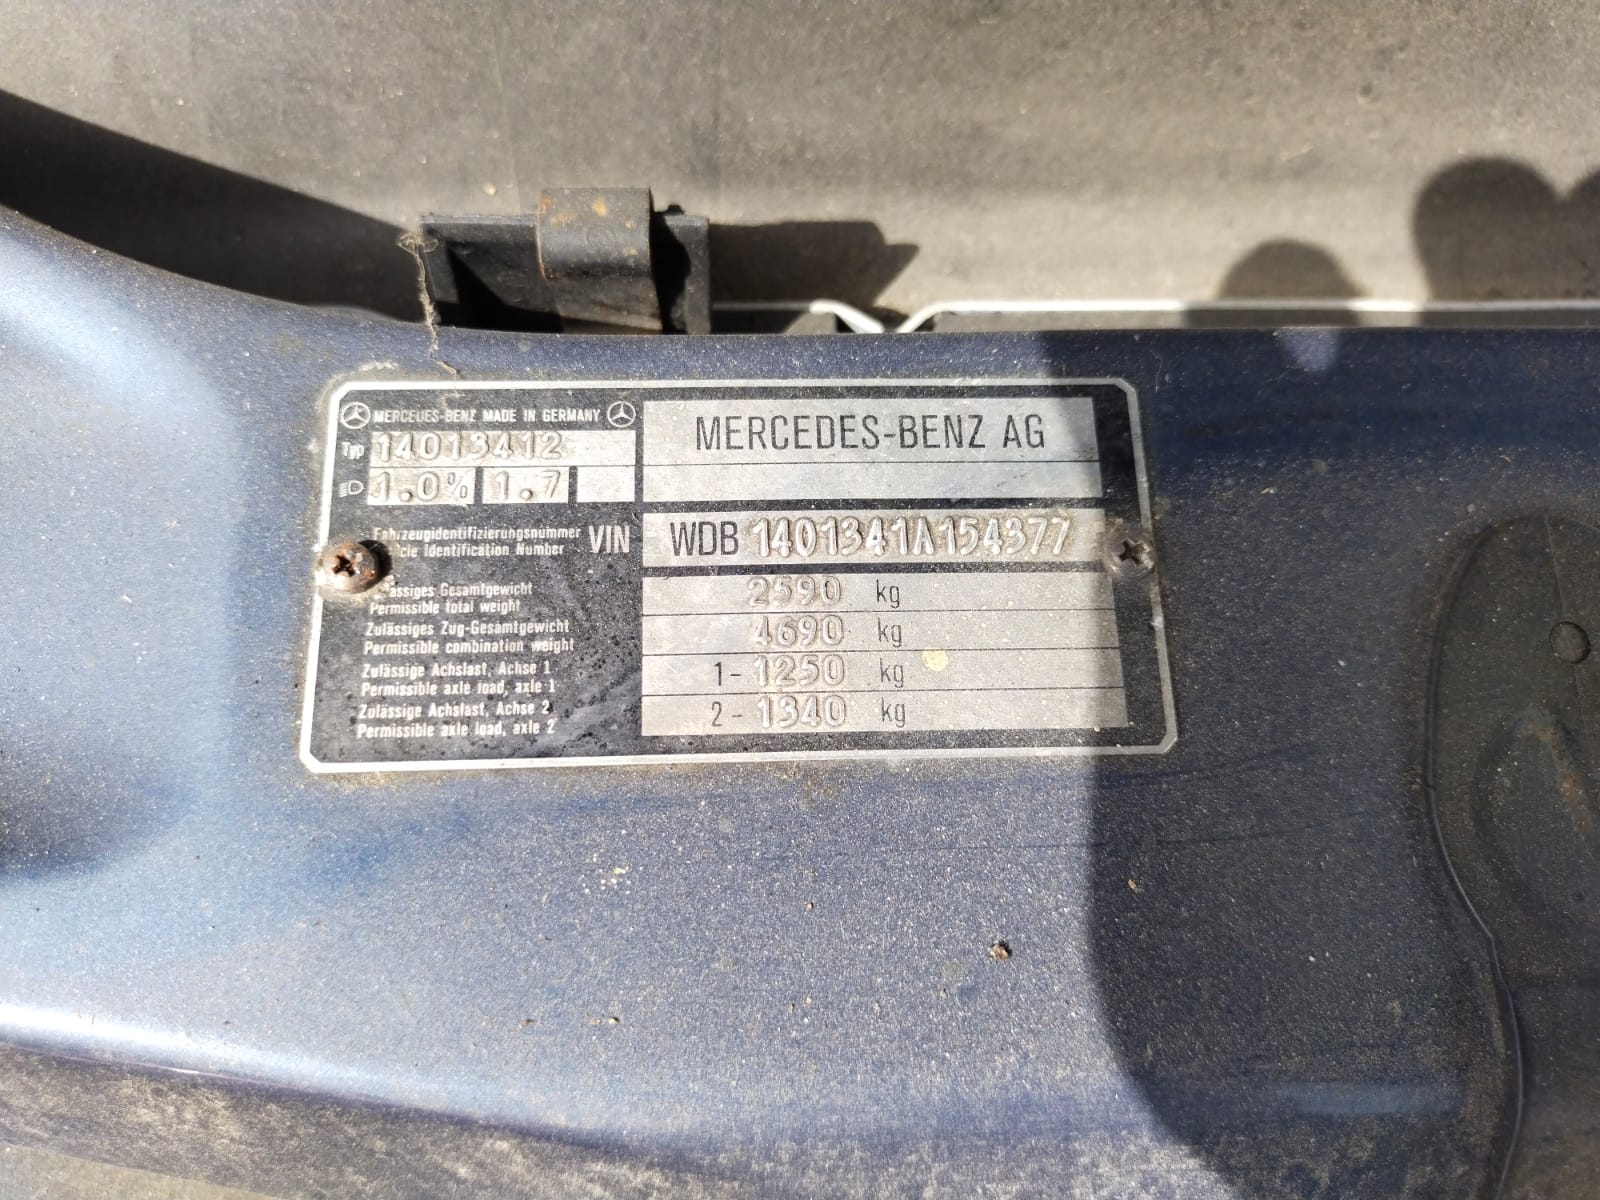 MERCEDES-BENZ MADE IN GERMANY
Typ 14013412
1.0% 1.7
MERCEDES-BENZ AG
Fahrzeugidentifizierungsnummer
Identification Number
VIN WDB 1401341A154377
Gesamtgewicht
Permissible total weight
2590 kg
Zulässiges Zug-Gesamtgewicht
Permissible combination weight
4690 kg
Zulässige Achslast, Achse 1
Permissible axle load, axle 1
1- 1250 kg
Zulässige Achslast, Achse 2
Permissible axle load, axle 2
2- 1340 kg